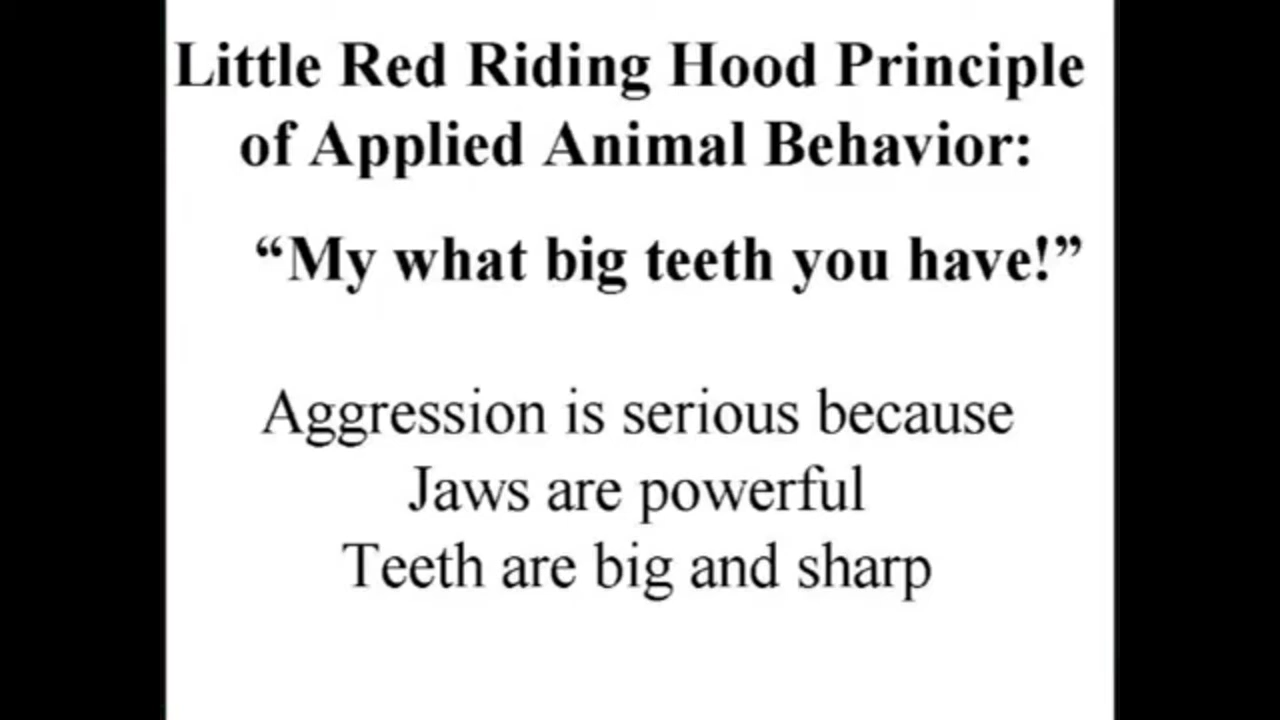 Little Red Riding Hood Principle
of Applied Animal Behavior:
“My what big teeth you have!”
Aggression is serious because
Jaws are powerful
Teeth are big and sharp